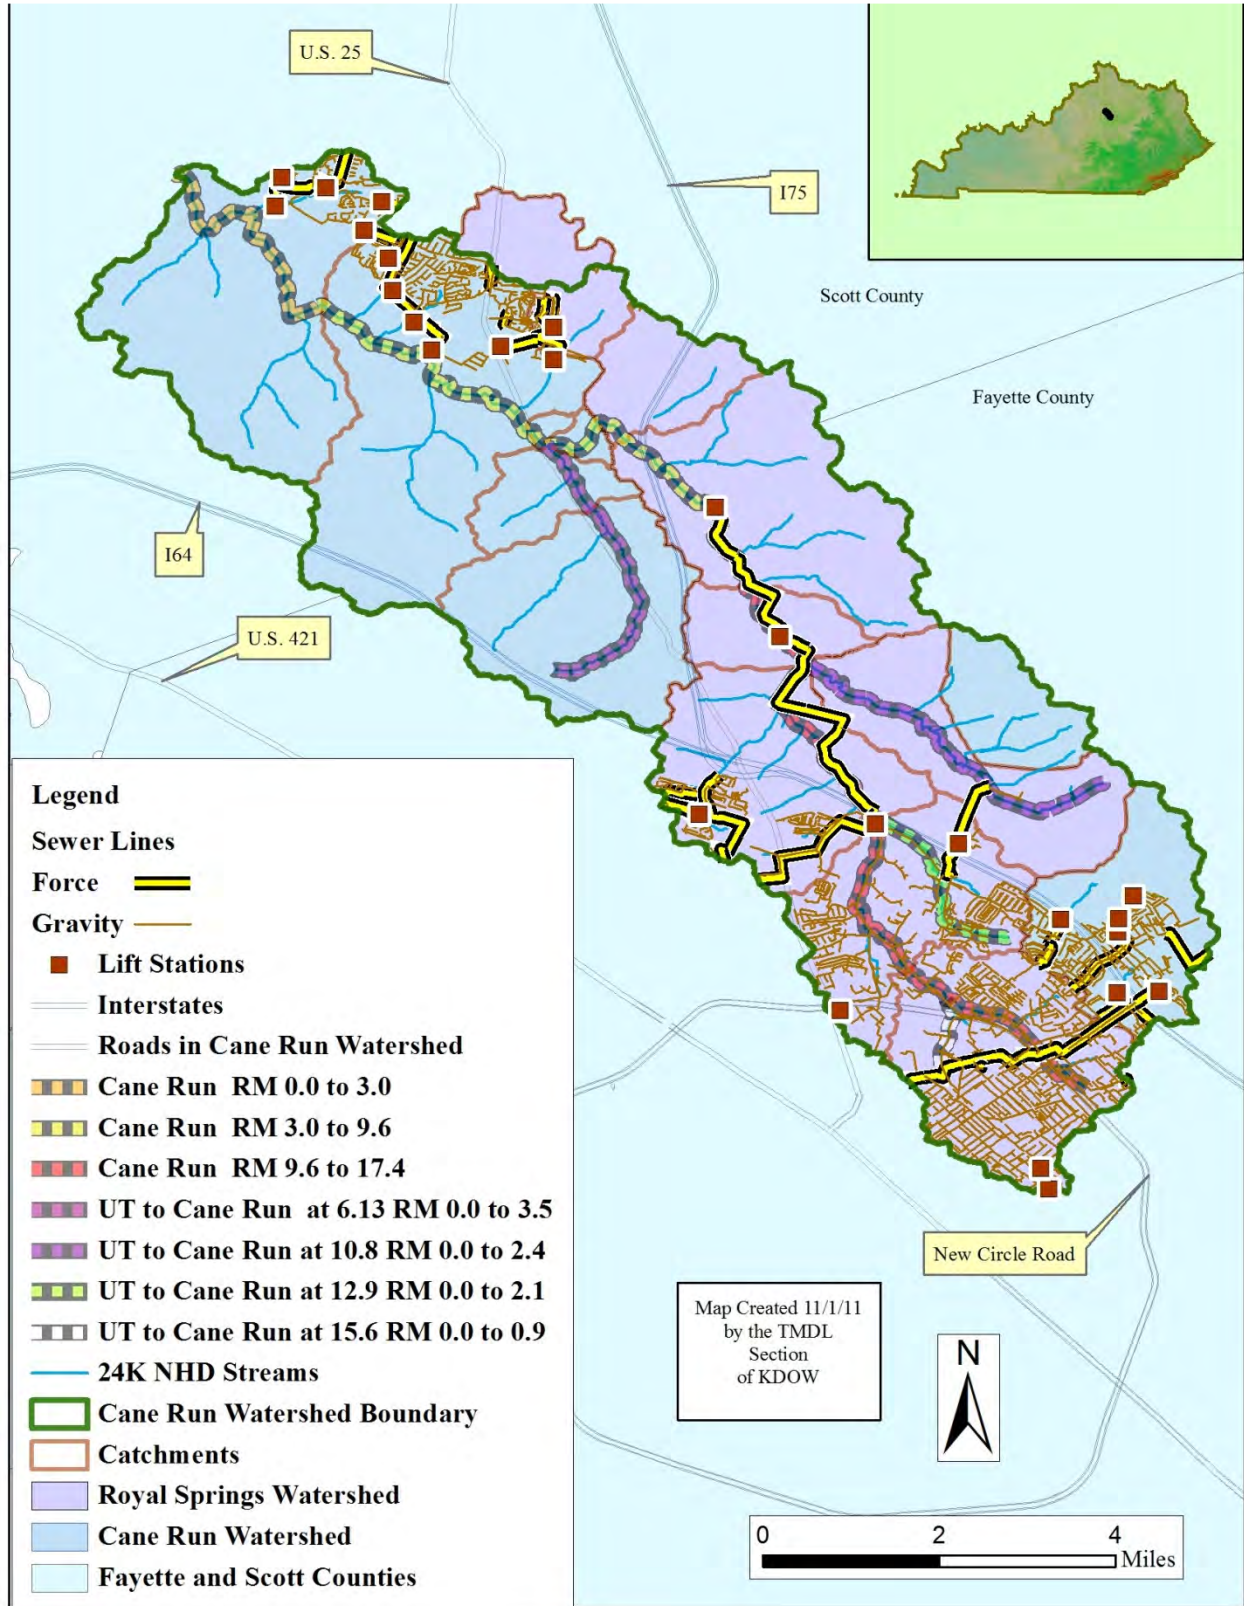 U.S. 25
I75
Scott County
Fayette County
I64
U.S. 421
Legend
Sewer Lines
Force
Gravity
Lift Stations
Interstates
Roads in Cane Run Watershed
Cane Run RM 0.0 to 3.0
Cane Run RM 3.0 to 9.6
Cane Run RM 9.6 to 17.4
UT to Cane Run at 6.13 RM 0.0 to 3.5
UT to Cane Run at 10.8 RM 0.0 to 2.4
UT to Cane Run at 12.9 RM 0.0 to 2.1
UT to Cane Run at 15.6 RM 0.0 to 0.9
24K NHD Streams
Cane Run Watershed Boundary
Catchments
Royal Springs Watershed
Cane Run Watershed
Fayette and Scott Counties
New Circle Road
Map Created 11/1/11
by the TMDL
Section
of KDOW
N
0 2 4
Miles